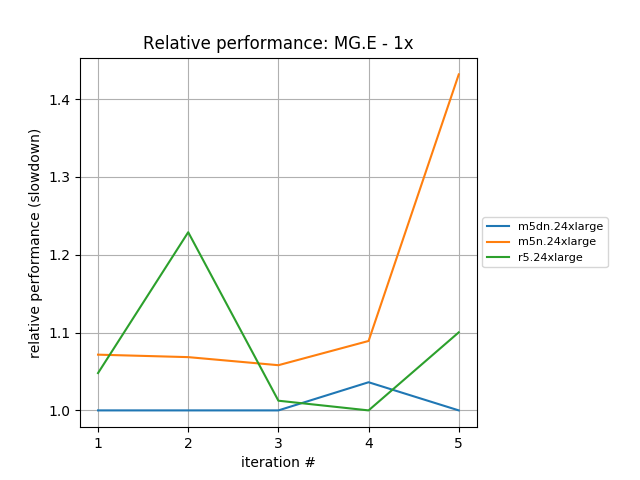 Relative performance: MG.E - 1x
relative performance (slowdown)
1.4
1.3
1.2
1.1
1.0
1 2 3 4 5
iteration #
m5dn.24xlarge
m5n.24xlarge
r5.24xlarge